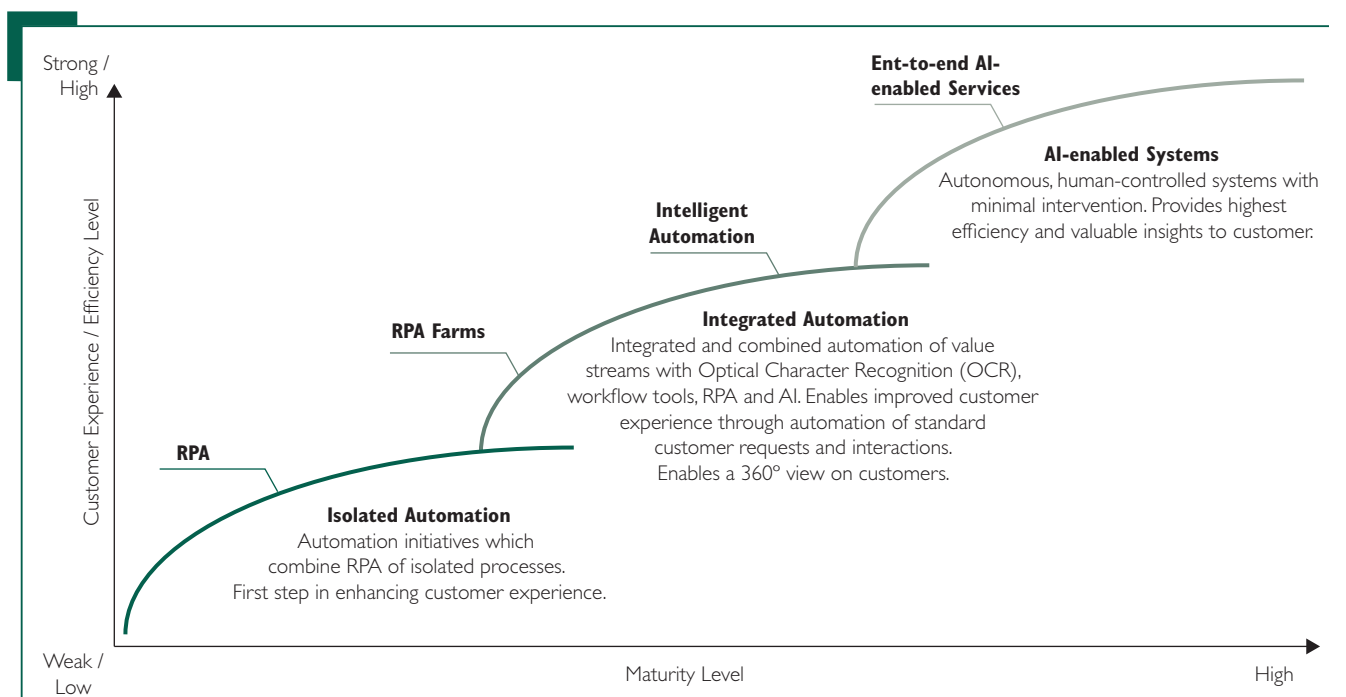 Strong /
High
Customer Experience / Efficiency Level
Weak /
Low
Maturity Level
High
RPA
Isolated Automation
Automation initiatives which
combine RPA of isolated processes.
First step in enhancing customer experience.
RPA Farms
Intelligent
Automation
Integrated Automation
Integrated and combined automation of value
streams with Optical Character Recognition (OCR),
workflow tools, RPA and AI. Enables improved customer
experience through automation of standard
customer requests and interactions.
Enables a 360º view on customers.
Ent-to-end AI-
enabled Services
AI-enabled Systems
Autonomous, human-controlled systems with
minimal intervention. Provides highest
efficiency and valuable insights to customer.